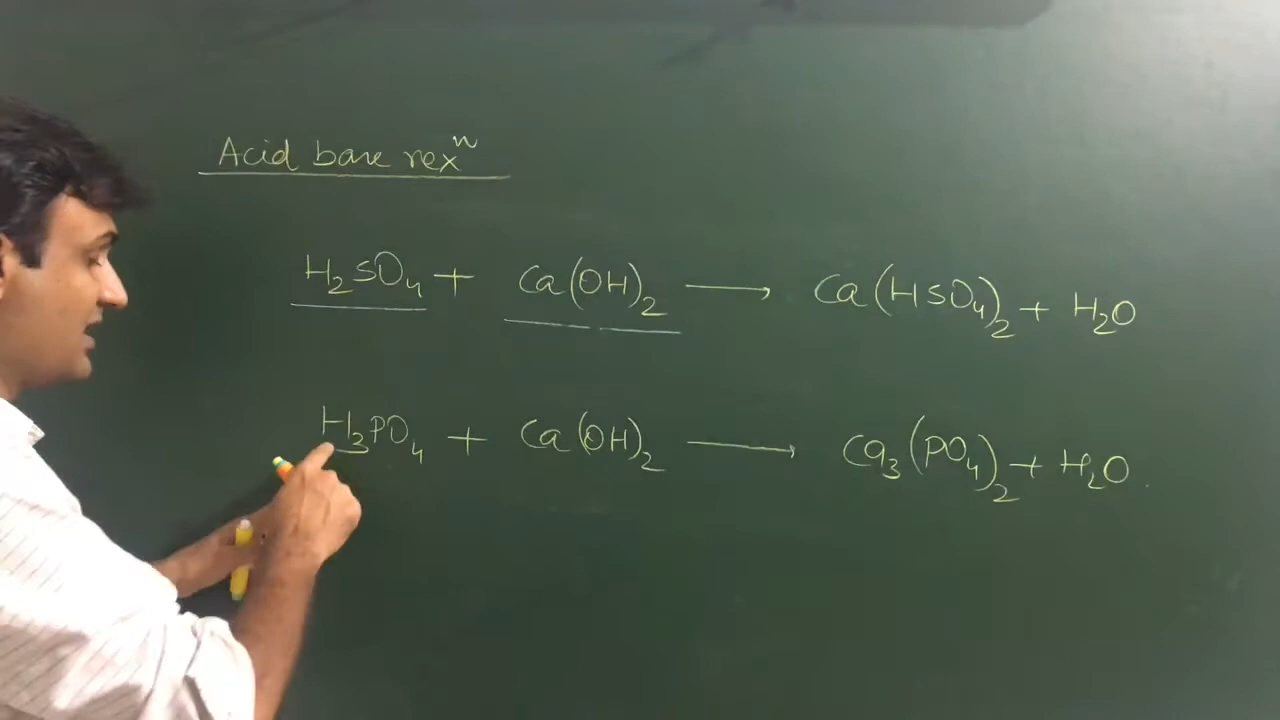 Acid base rexⁿ
H₂SO₄ + Ca(OH)₂ ⟶ Ca(HSO₄)₂ + H₂O
H₃PO₄ + Ca(OH)₂ ⟶ Ca₃(PO₄)₂ + H₂O